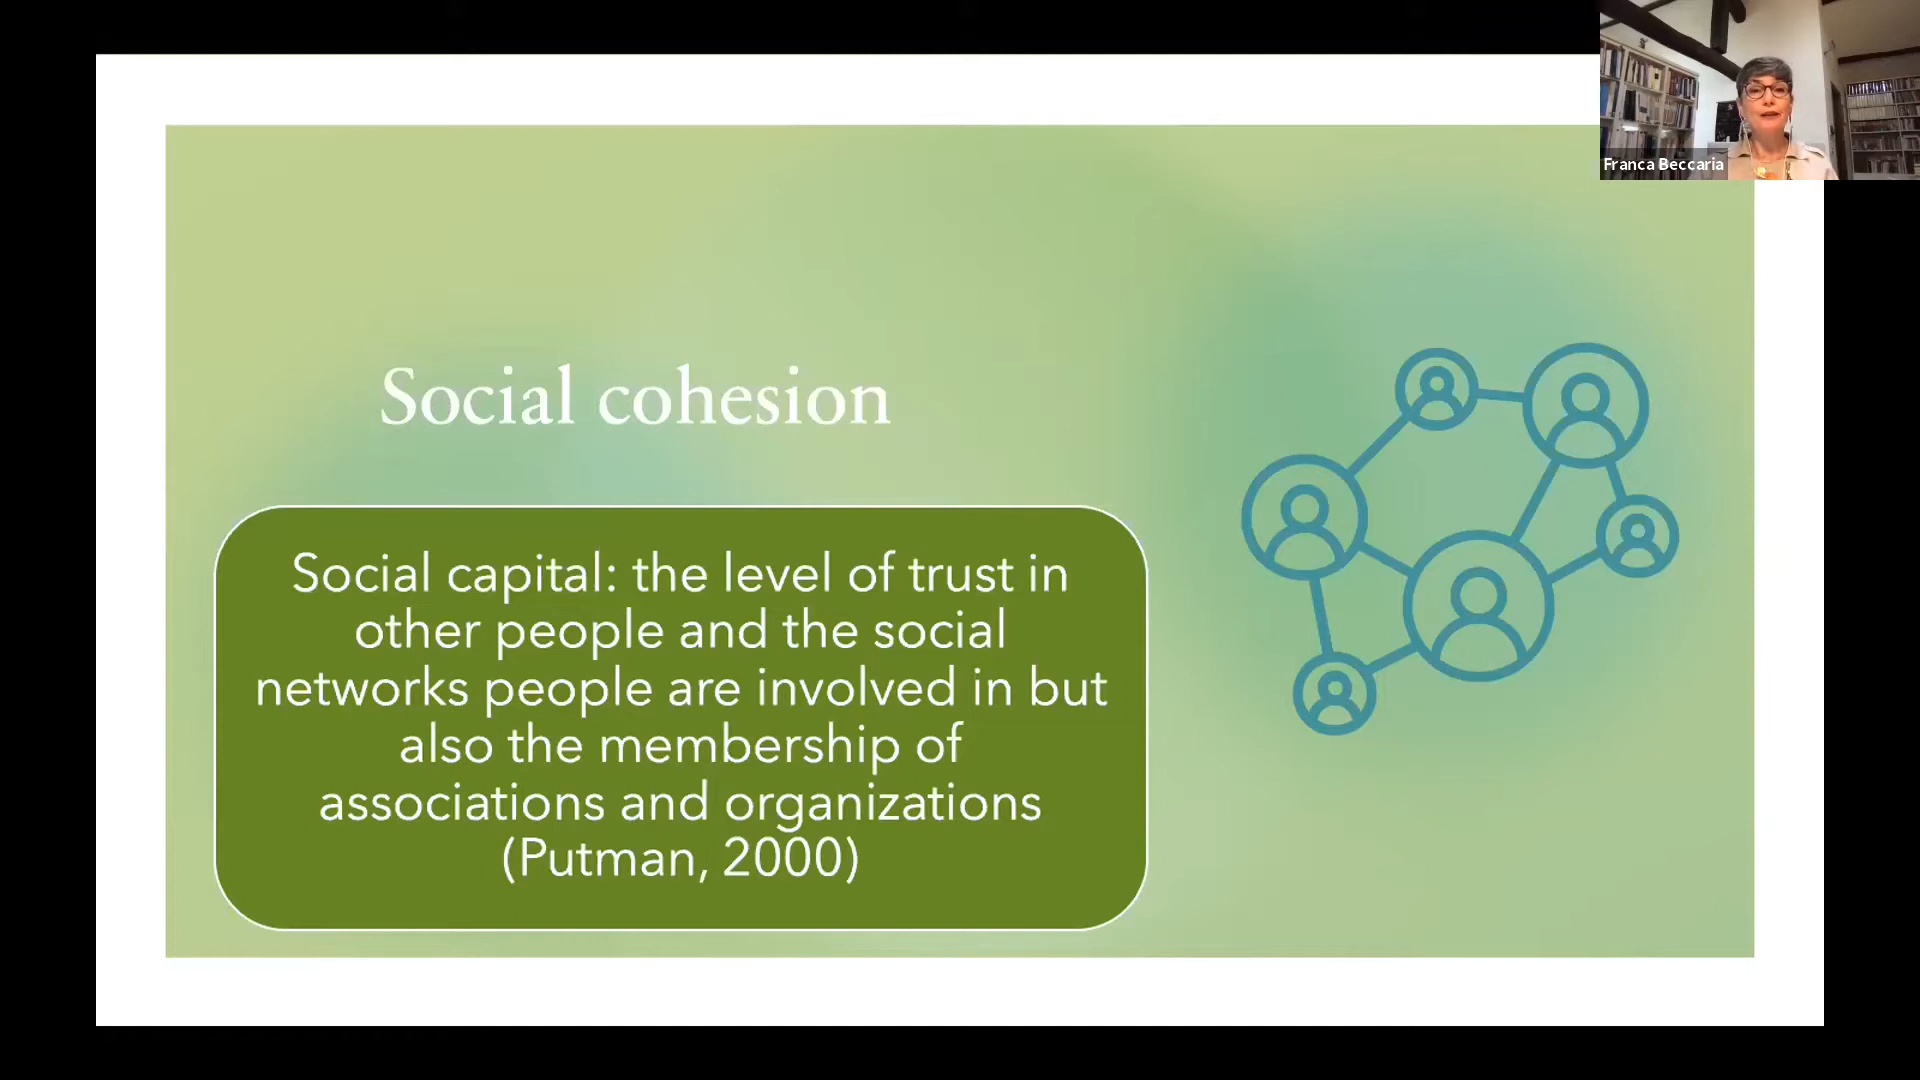 Franca Beccaria
Social cohesion
Social capital: the level of trust in
other people and the social
networks people are involved in but
also the membership of
associations and organizations
(Putman, 2000)